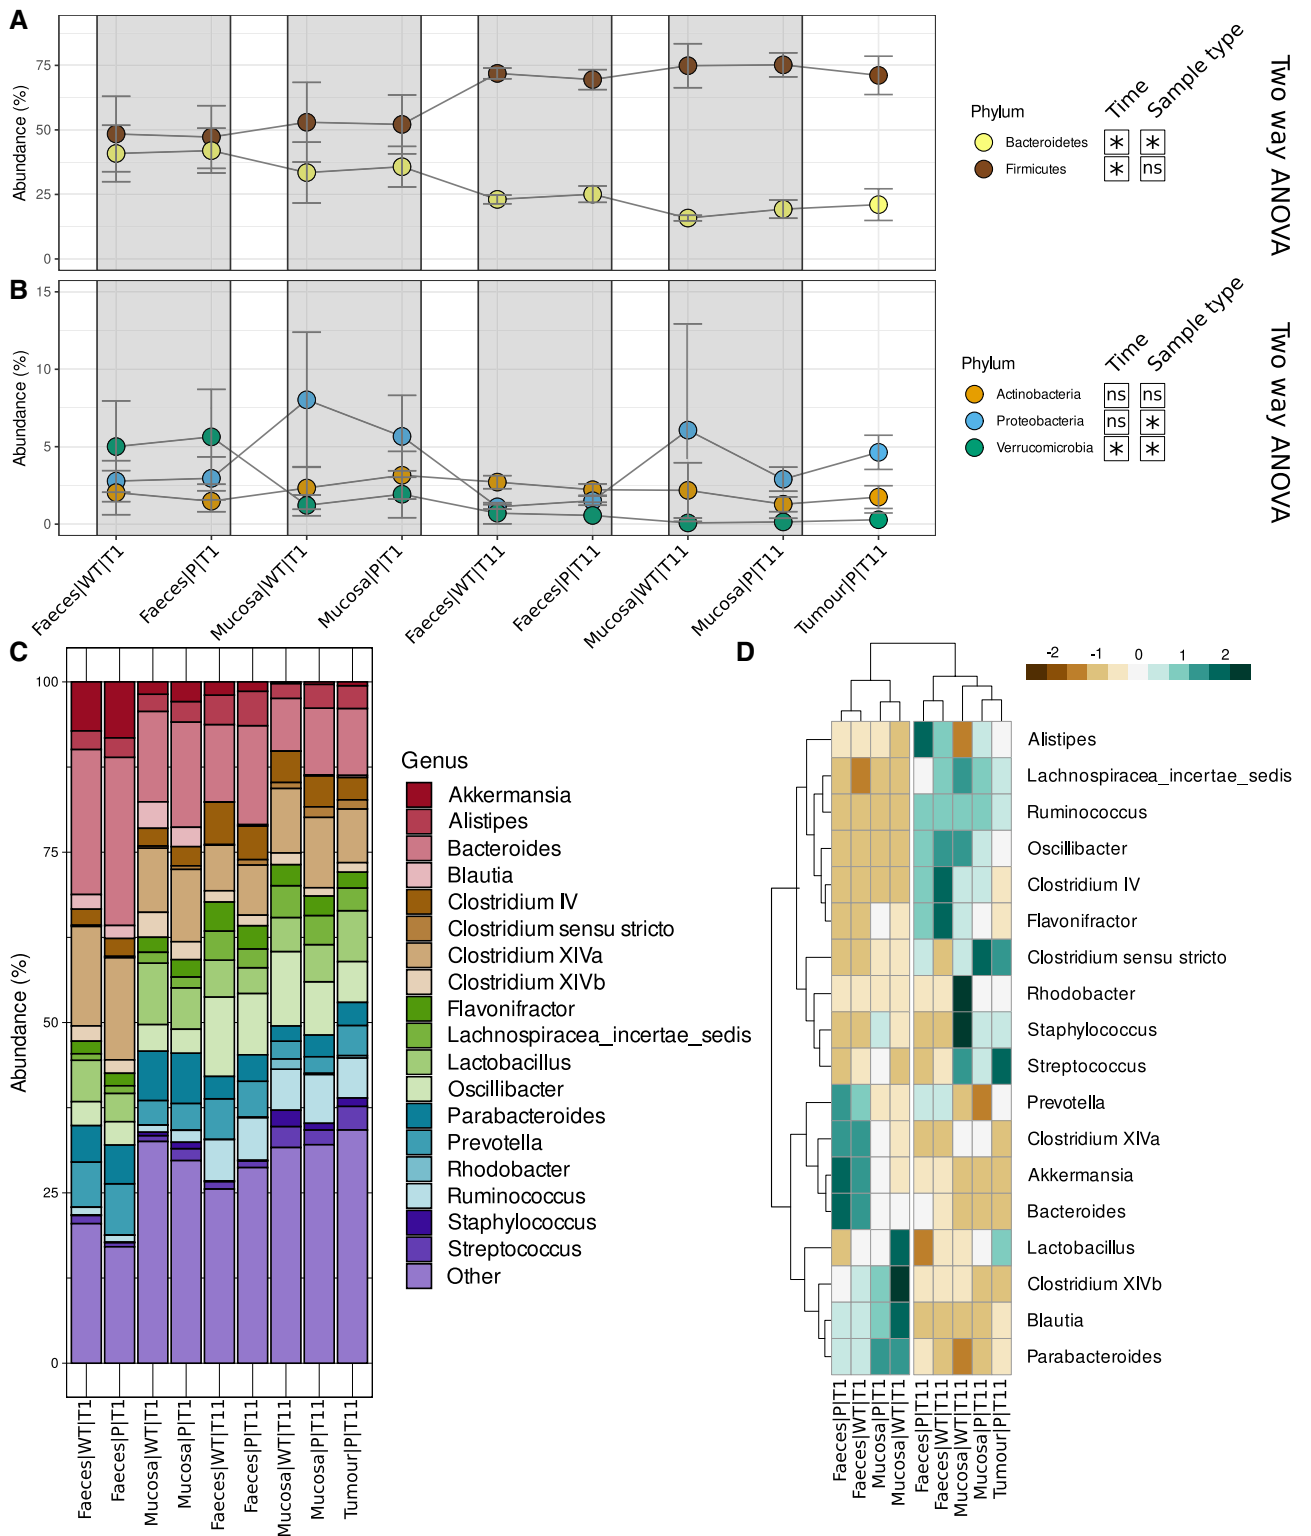 A
Abundance (%)
75
50
25
0
Phylum
Time
Sample type
Bacteroidetes
*
*
Firmicutes
*
ns
Two way ANOVA
B
Abundance (%)
15
10
5
0
Phylum
Time
Sample type
Actinobacteria
ns
ns
Proteobacteria
ns
*
Verrucomicrobia
*
*
Two way ANOVA
Faeces|WT|T1
Faeces|P|T1
Mucosa|WT|T1
Mucosa|P|T1
Faeces|WT|T11
Faeces|P|T11
Mucosa|WT|T11
Mucosa|P|T11
Tumour|P|T11
C
Abundance (%)
100
75
50
25
0
Faeces|WT|T1
Faeces|P|T1
Mucosa|WT|T1
Mucosa|P|T1
Faeces|WT|T11
Faeces|P|T11
Mucosa|WT|T11
Mucosa|P|T11
Tumour|P|T11
Genus
Akkermansia
Alistipes
Bacteroides
Blautia
Clostridium IV
Clostridium sensu stricto
Clostridium XIVa
Clostridium XIVb
Flavonifractor
Lachnospiracea_incertae_sedis
Lactobacillus
Oscillibacter
Parabacteroides
Prevotella
Rhodobacter
Ruminococcus
Staphylococcus
Streptococcus
Other
D
-2 -1 0 1 2
Alistipes
Lachnospiracea_incertae_sedis
Ruminococcus
Oscillibacter
Clostridium IV
Flavonifractor
Clostridium sensu stricto
Rhodobacter
Staphylococcus
Streptococcus
Prevotella
Clostridium XIVa
Akkermansia
Bacteroides
Lactobacillus
Clostridium XIVb
Blautia
Parabacteroides
Faeces|P|T1
Faeces|WT|T1
Mucosa|P|T1
Mucosa|WT|T1
Faeces|P|T11
Faeces|WT|T11
Mucosa|WT|T11
Mucosa|P|T11
Tumour|P|T11